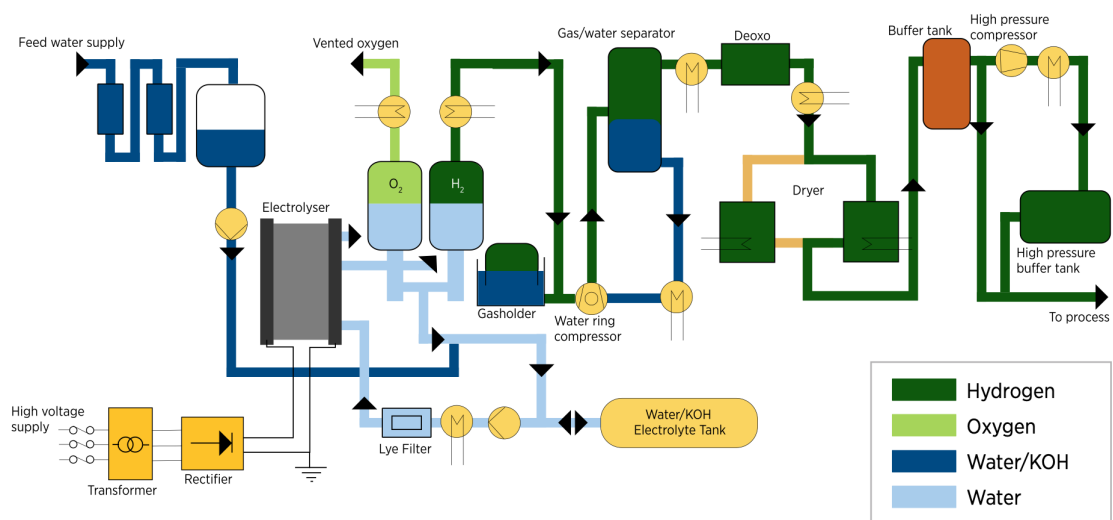 Feed water supply
Vented oxygen
Gas/water separator
Deoxo
Buffer tank
High pressure
compressor
O2
H2
Dryer
Electrolyser
Gasholder
Water ring
compressor
High pressure
buffer tank
To process
High voltage
supply
Transformer
Rectifier
Lye Filter
Water/KOH
Electrolyte Tank
Hydrogen
Oxygen
Water/KOH
Water